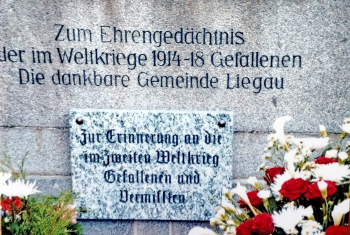 Zum Ehrengedächtnis
der im Weltkriege 1914-18 Gefallenen
Die dankbare Gemeinde Liegau
Zur Erinnerung an die
im zweiten Weltkrieg
Gefallenen und
Vermißten